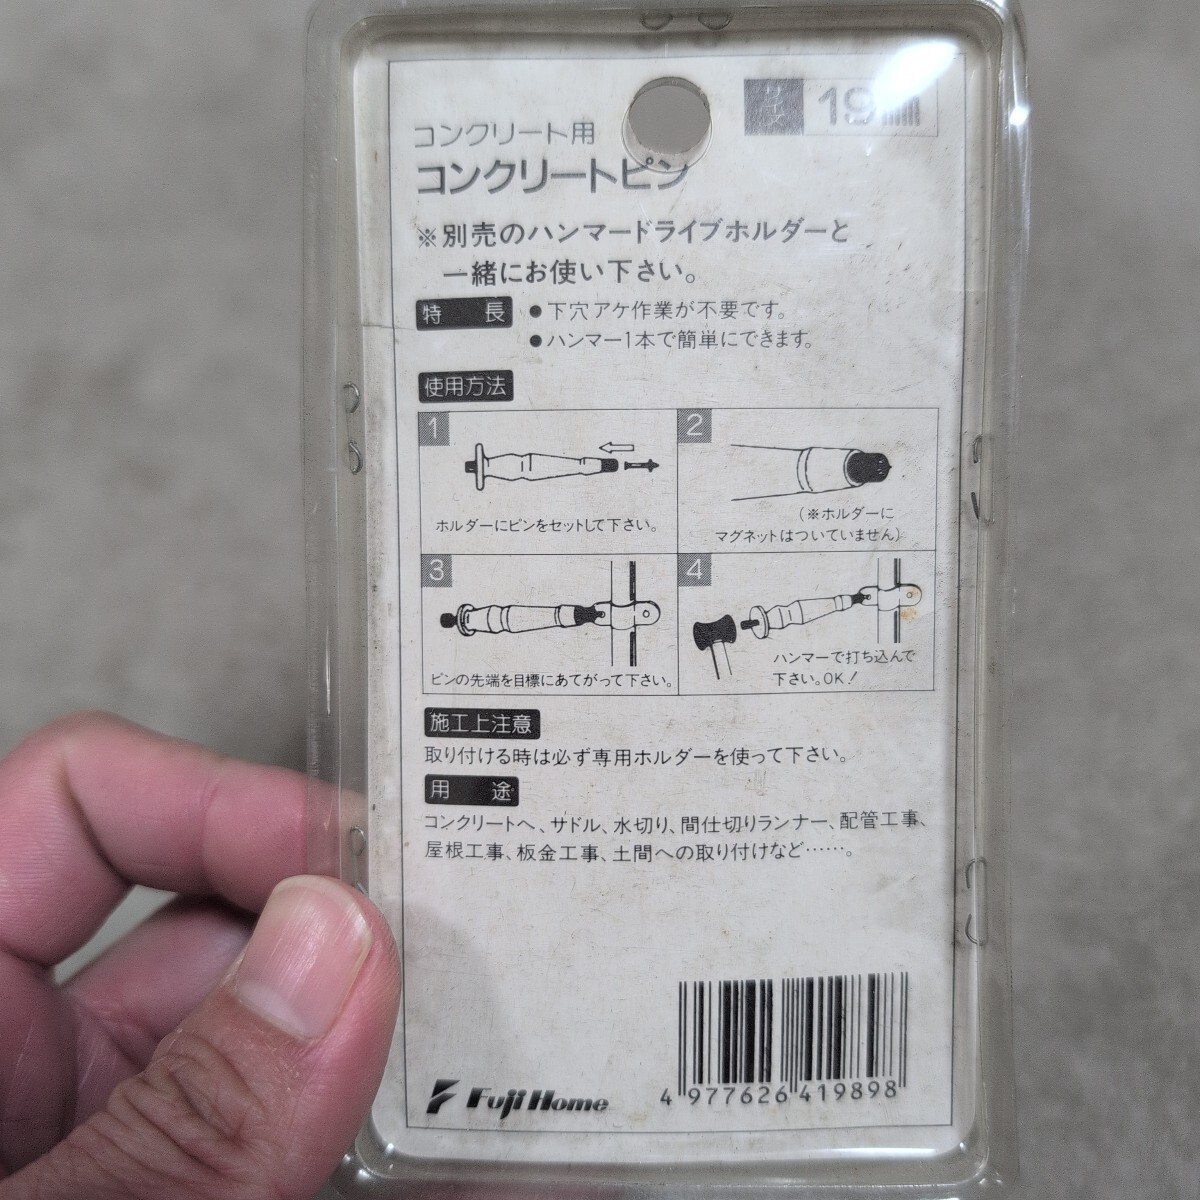 サイズ 19mm
コンクリート用
コンクリートピン
※別売のハンマードライブホルダーと
一緒にお使い下さい。
特長 ●下穴アケ作業が不要です。
●ハンマー1本で簡単にできます。
使用方法
1
ホルダーにピンをセットして下さい。
2
(※ホルダーに
マグネットはついていません)
3
ピンの先端を目標にあてがって下さい。
4
ハンマーで打ち込んで
下さい。OK!
施工上注意
取り付ける時は必ず専用ホルダーを使って下さい。
用途
コンクリートへ、サドル、水切り、間仕切りランナー、配管工事、
屋根工事、板金工事、土間への取り付けなど……。
Fuji Home
4 977626 419898